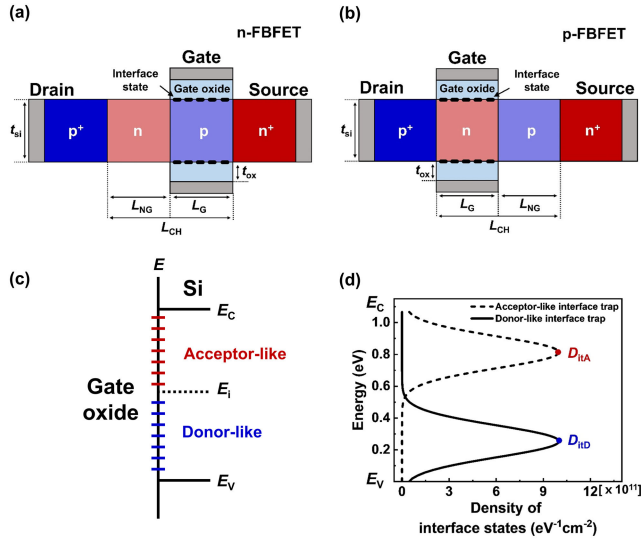 (a)
n-FBFET
Gate
Interface
state
Gate oxide
Drain
Source
t_si
p⁺
n
p
n⁺
t_ox
L_NG
L_G
L_CH
(b)
p-FBFET
Gate
Gate oxide
Interface
state
Drain
Source
t_si
p⁺
n
p
n⁺
t_ox
L_G
L_NG
L_CH
(c)
E
Si
E_C
Acceptor-like
Gate
oxide
E_i
Donor-like
E_V
(d)
E_C
Acceptor-like interface trap
Donor-like interface trap
1.0
0.8
0.6
0.4
0.2
E_V
Energy (eV)
D_itA
D_itD
0 3 6 9 12[ x 10¹¹]
Density of
interface states (eV⁻¹cm⁻²)